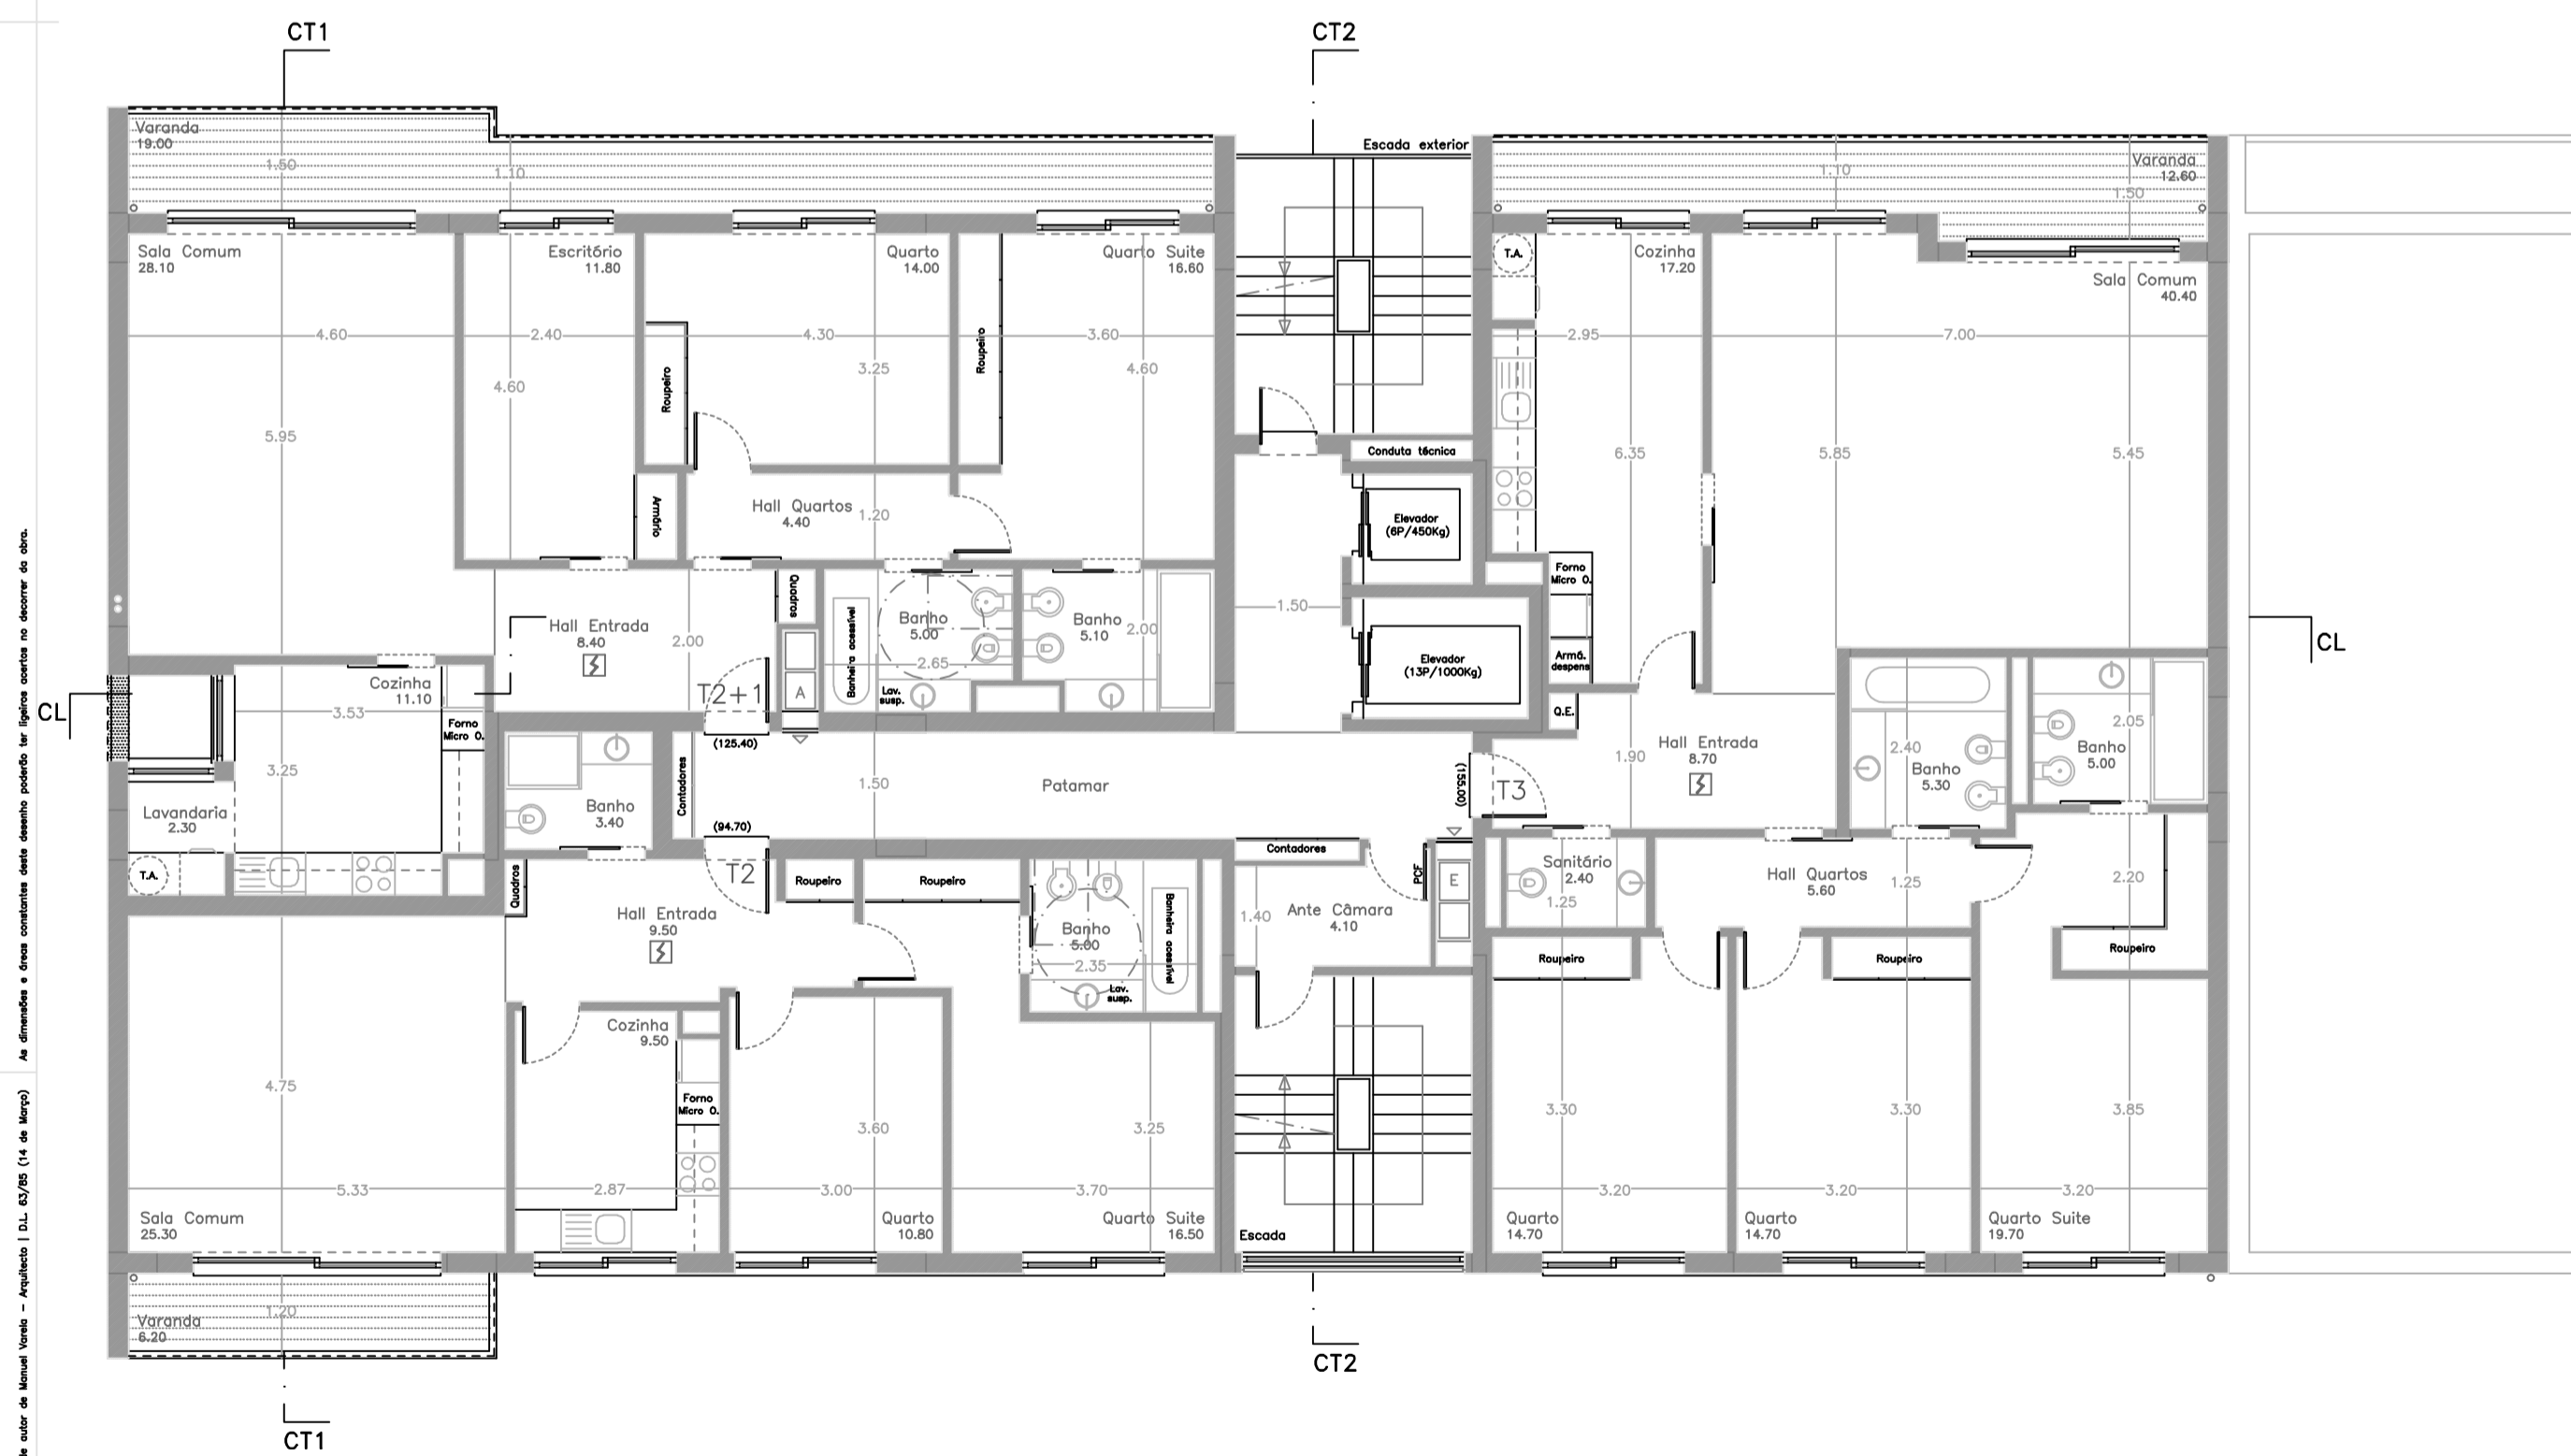 CT1
CT2
Varanda
19.00
1.50
1.10
Escada exterior
1.10
Varanda
12.60
1.50
Sala Comum
28.10
Escritório
11.80
Quarto
14.00
Quarto Suite
16.60
T.A.
Cozinha
17.20
Sala Comum
40.40
4.60
2.40
4.30
3.60
2.95
7.00
Roupeiro
Roupeiro
3.25
4.60
4.60
5.95
Conduta técnica
6.35
5.85
5.45
Armário
Hall Quartos
4.40
1.20
Elevador
(6P/450Kg)
Forno
Micro O.
Quadros
1.50
Hall Entrada
8.40
2.00
Banheira acessível
Banho
5.00
2.65
Lav.
susp.
Banho
5.10
2.00
Elevador
(13P/1000Kg)
Armá.
despens
Q.E.
CL
CL
Cozinha
11.10
3.53
T2+1
A
Forno
Micro O.
(125.40)
3.25
Contadores
1.50
Patamar
(155.00)
T3
1.90
Hall Entrada
8.70
2.40
Banho
5.30
2.05
Banho
5.00
Lavandaria
2.30
Banho
3.40
(94.70)
T2
T.A.
Quadros
Roupeiro
Roupeiro
Contadores
PCF
E
Sanitário
2.40
1.25
Hall Quartos
5.60
1.25
2.20
Hall Entrada
9.50
Banho
5.00
2.35
Banheira acessível
Lav.
susp.
1.40
Ante Câmara
4.10
Roupeiro
Roupeiro
Roupeiro
Cozinha
9.50
4.75
Forno
Micro O.
3.60
3.25
3.30
3.30
3.85
5.33
2.87
3.00
3.70
3.20
3.20
3.20
Sala Comum
25.30
Quarto
10.80
Quarto Suite
16.50
Escada
Quarto
14.70
Quarto
14.70
Quarto Suite
19.70
1.20
Varanda
6.20
CT2
CT1
As dimensões e áreas constantes deste desenho poderão ter ligeiros acertos no decorrer da obra.
autor de Manuel Varela – Arquitecto | D.L. 63/85 (14 de Março)